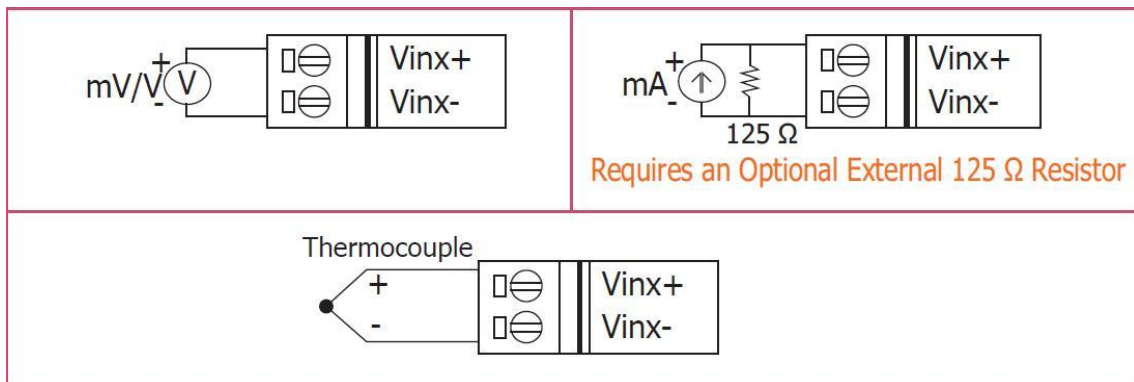 mV/V
+
-
V
Vinx+
Vinx-
mA
+
-
125 Ω
Vinx+
Vinx-
Requires an Optional External 125 Ω Resistor
Thermocouple
+
-
Vinx+
Vinx-